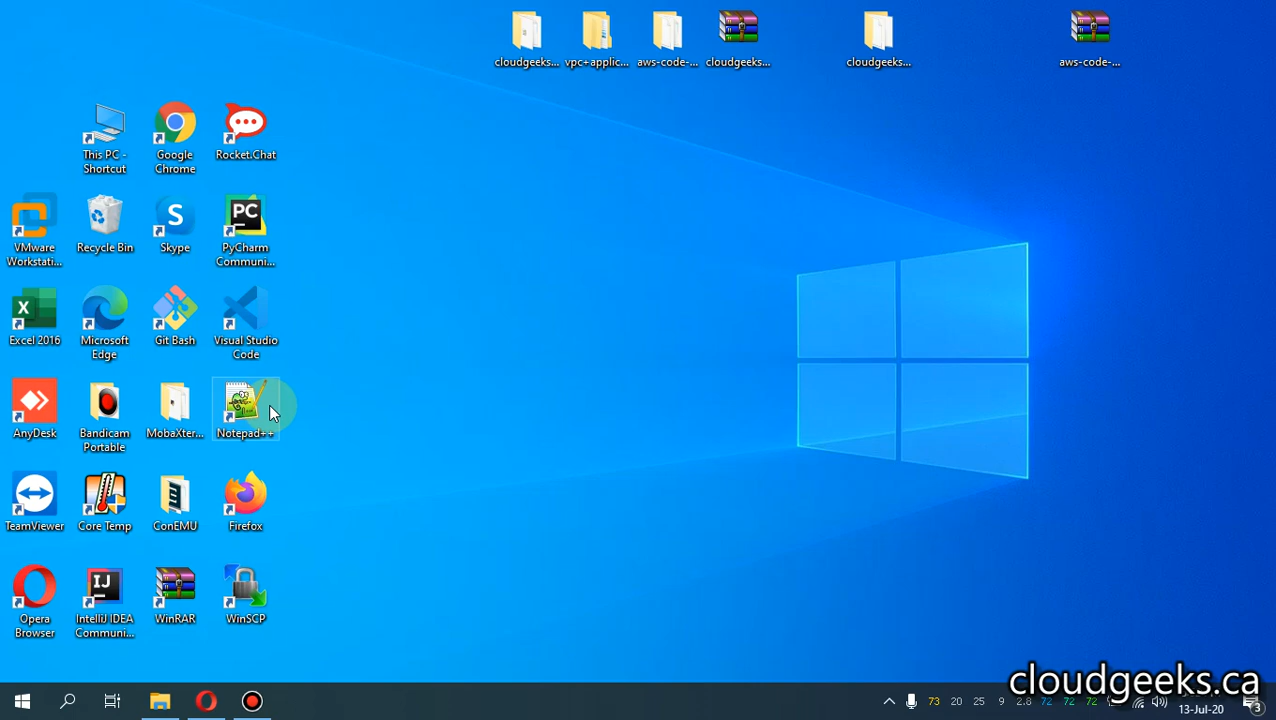 cloudgeeks... vpc+applic... aws-code-... cloudgeeks... cloudgeeks... aws-code-...
This PC - Shortcut
Google Chrome
Rocket.Chat
VMware Workstati...
Recycle Bin
Skype
PyCharm Communi...
Excel 2016
Microsoft Edge
Git Bash
Visual Studio Code
AnyDesk
Bandicam Portable
MobaXter...
Notepad++
TeamViewer
Core Temp
ConEMU
Firefox
Opera Browser
IntelliJ IDEA Communi...
WinRAR
WinSCP
cloudgeeks.ca
73 20 25 9 2.8 72 72 72
13-Jul-20
3